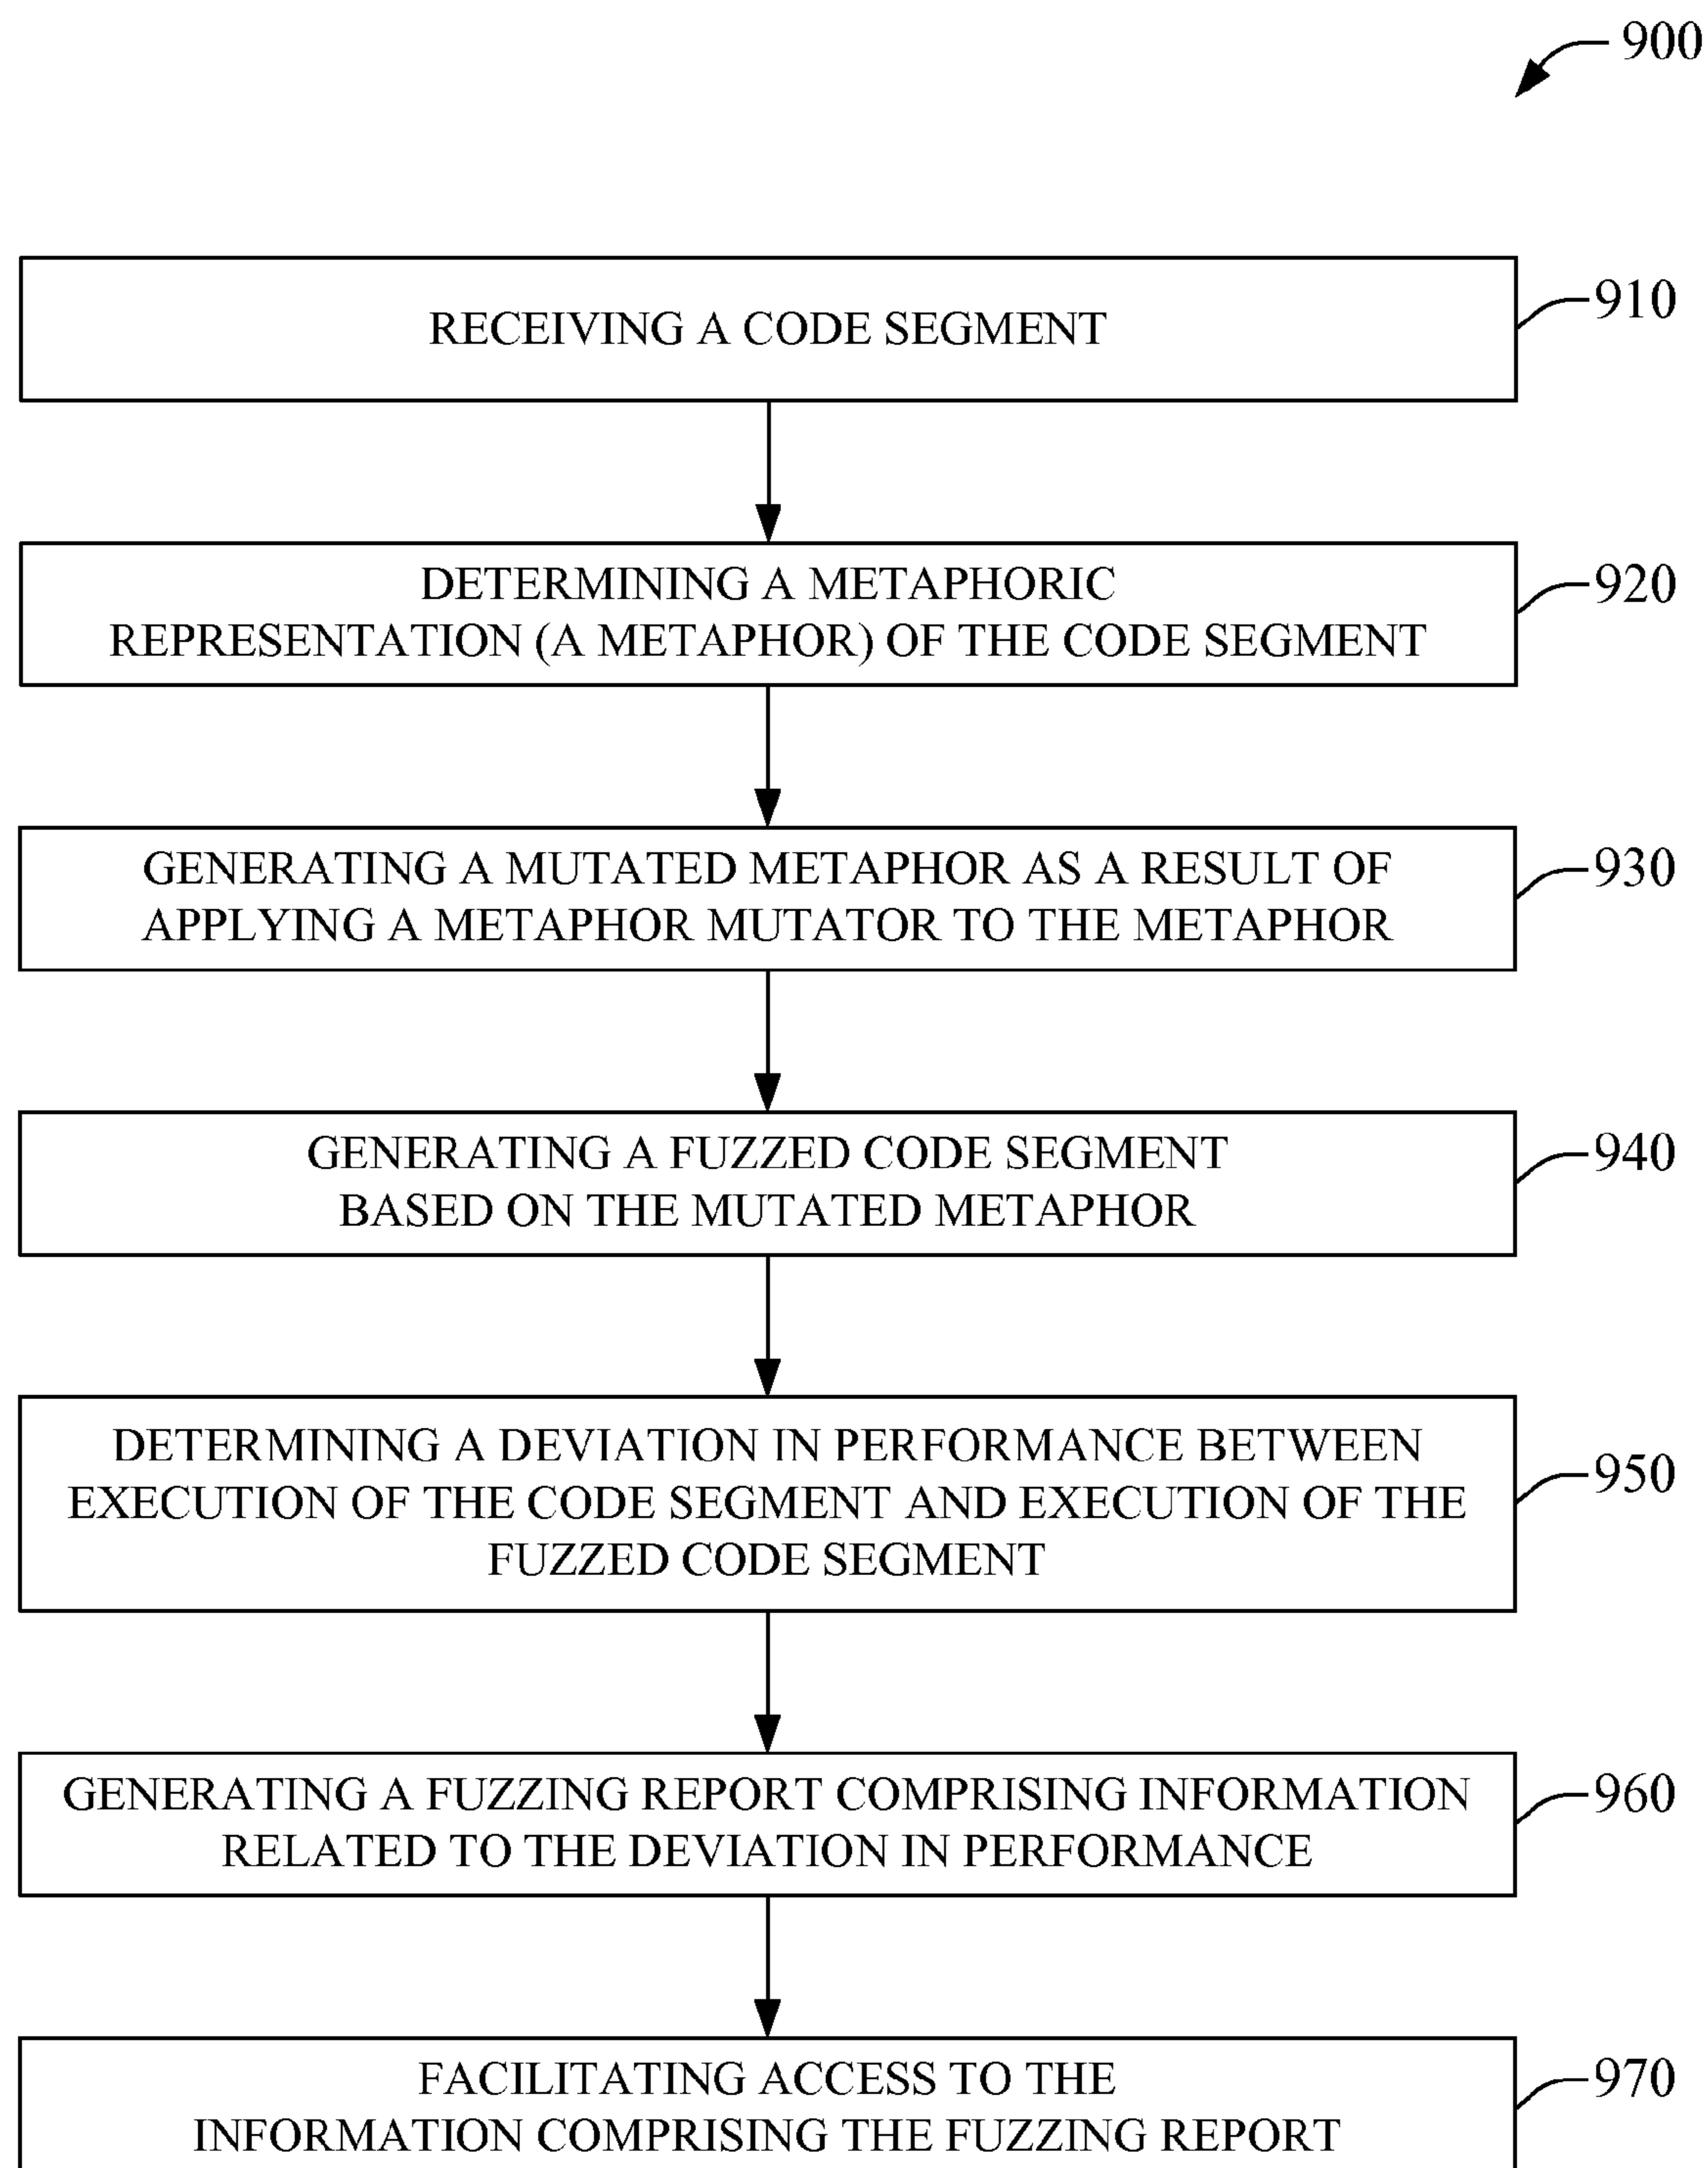 900
RECEIVING A CODE SEGMENT
910
DETERMINING A METAPHORIC
REPRESENTATION (A METAPHOR) OF THE CODE SEGMENT
920
GENERATING A MUTATED METAPHOR AS A RESULT OF
APPLYING A METAPHOR MUTATOR TO THE METAPHOR
930
GENERATING A FUZZED CODE SEGMENT
BASED ON THE MUTATED METAPHOR
940
DETERMINING A DEVIATION IN PERFORMANCE BETWEEN
EXECUTION OF THE CODE SEGMENT AND EXECUTION OF THE
FUZZED CODE SEGMENT
950
GENERATING A FUZZING REPORT COMPRISING INFORMATION
RELATED TO THE DEVIATION IN PERFORMANCE
960
FACILITATING ACCESS TO THE
INFORMATION COMPRISING THE FUZZING REPORT
970